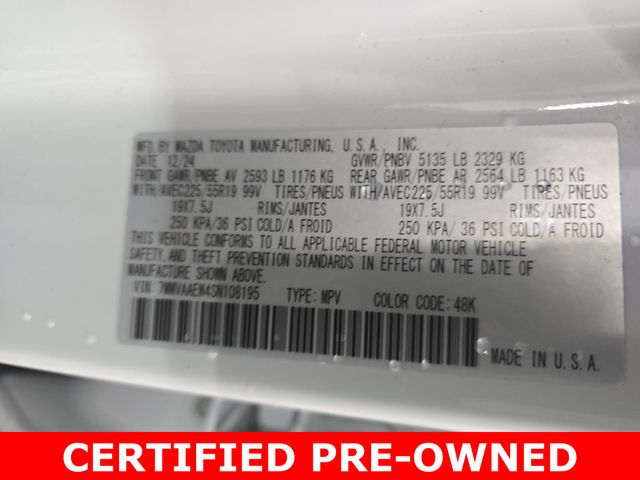 MFD. BY MAZDA TOYOTA MANUFACTURING, U.S.A., INC.
DATE 12/24 GVWR/PNBV 5135 LB 2329 KG
FRONT GAWR/PNBE AV 2593 LB 1176 KG REAR GAWR/PNBE AR 2564 LB 1163 KG
WITH/AVEC225/55R19 99V TIRES/PNEUS WITH/AVEC225/55R19 99V TIRES/PNEUS
19X7.5J RIMS/JANTES 19X7.5J RIMS/JANTES
250 KPA/36 PSI COLD/A FROID 250 KPA/ 36 PSI COLD/A FROID
THIS VEHICLE CONFORMS TO ALL APPLICABLE FEDERAL MOTOR VEHICLE
SAFETY,AND THEFT PREVENTION STANDARDS IN EFFECT ON THE DATE OF
MANUFACTURE SHOWN ABOVE.
VIN: 7MMVAAEW4SN108195 TYPE: MPV COLOR CODE: 48K
MADE IN U.S.A.
CERTIFIED PRE-OWNED